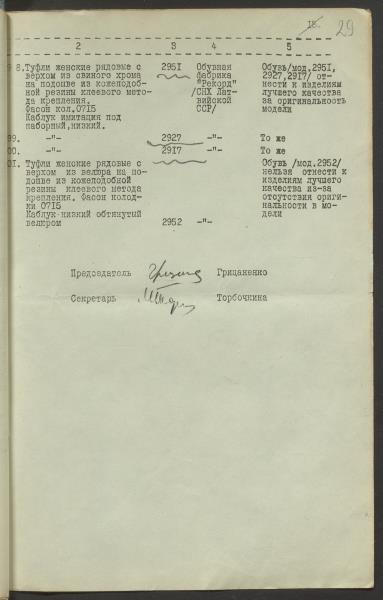 15. 29
2 3 4 5
98. Туфли женские рядовые с 2951 Обувная Обувь/мод.2951,
верхом из свиного хрома фабрика 2927,2917/ от-
на подошве из кожеподоб- "Рекорд" нести к изделиям
ной резины клеевого мето- /СНХ Лат- лучшего качества
да крепления. вийской за оригинальность
Фасон кол.0715 ССР/ модели
Каблук имитация под
наборный,низкий.
99. -"- 2927 -"- То же
00. -"- 2917 -"- То же
01. Туфли женские рядовые с Обувь /мод.2952/
верхом из велюра на по- нельзя отнести к
дошве из кожеподобной изделиям лучшего
резины клеевого метода качества из-за
крепления. Фасон колод- отсутствия ориги-
ки 0715 нальности в мо-
Каблук-низкий обтянутый дели
велюром 2952 -"-
Председатель Грицаненко
Секретарь Торбочкина